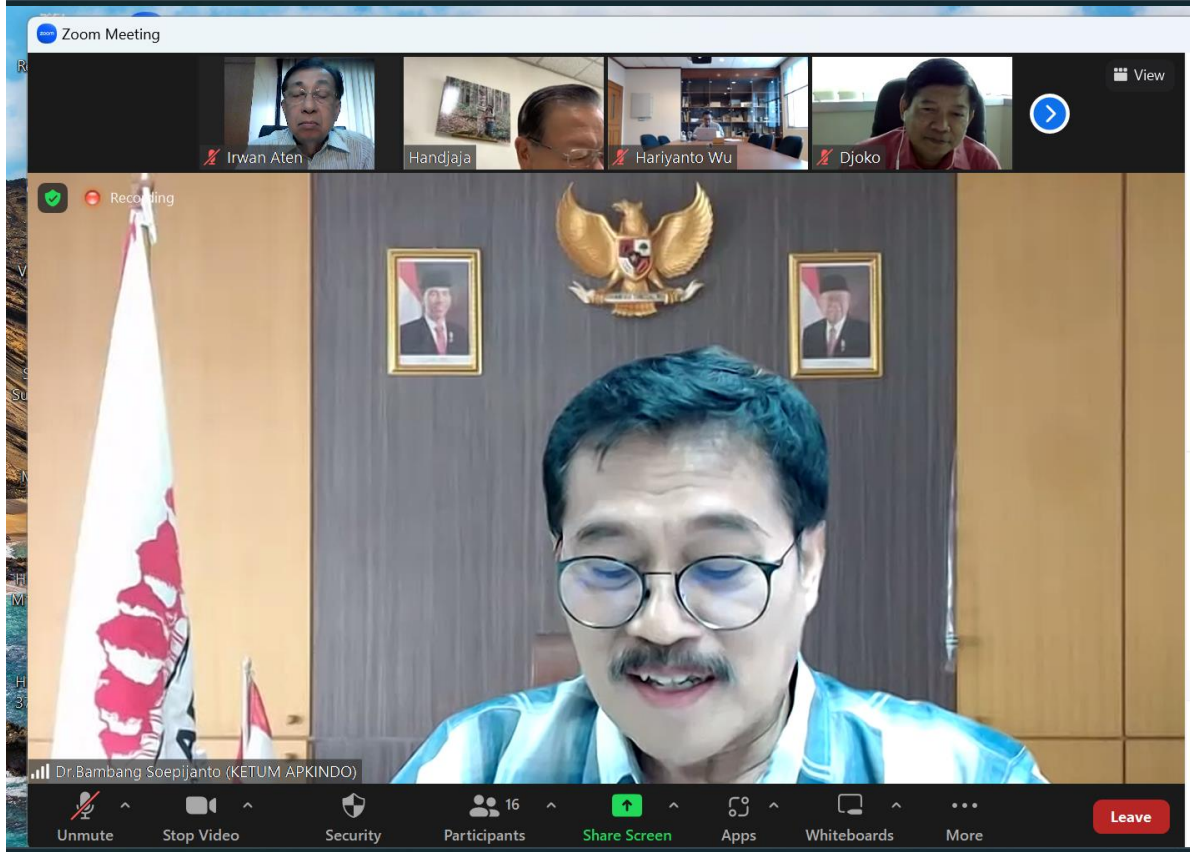 zoom Zoom Meeting
Irwan Aten
Handjaja
Hariyanto Wu
Djoko
View
Recording
Dr.Bambang Soepijanto (KETUM APKINDO)
16
Unmute
Stop Video
Security
Participants
Share Screen
Apps
Whiteboards
More
Leave